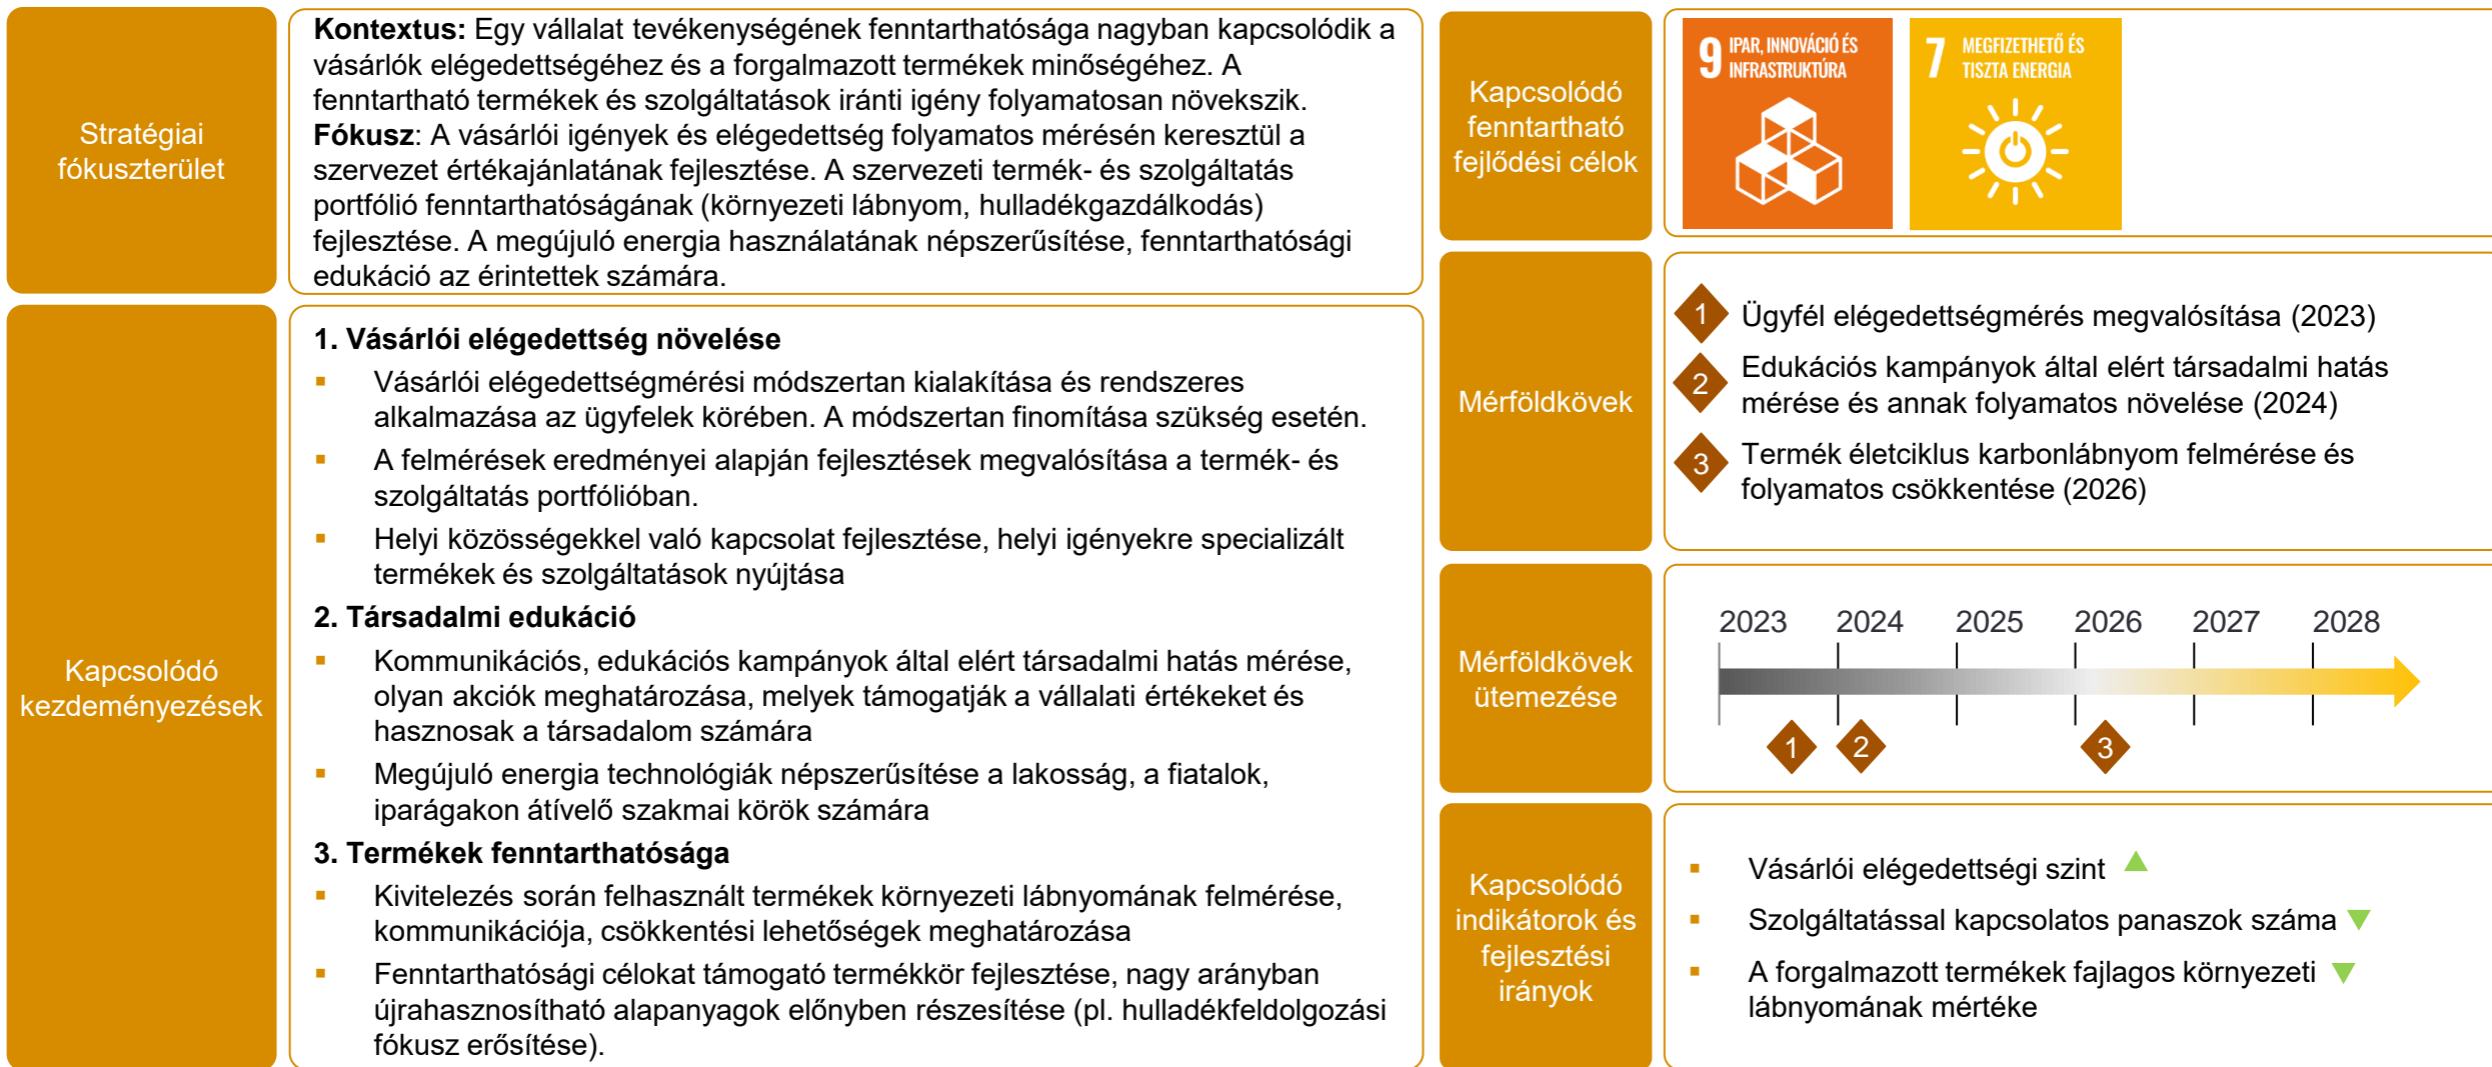 Stratégiai
fókuszterület
Kontextus: Egy vállalat tevékenységének fenntarthatósága nagyban kapcsolódik a
vásárlók elégedettségéhez és a forgalmazott termékek minőségéhez. A
fenntartható termékek és szolgáltatások iránti igény folyamatosan növekszik.
Fókusz: A vásárlói igények és elégedettség folyamatos mérésén keresztül a
szervezet értékajánlatának fejlesztése. A szervezeti termék- és szolgáltatás
portfólió fenntarthatóságának (környezeti lábnyom, hulladékgazdálkodás)
fejlesztése. A megújuló energia használatának népszerűsítése, fenntarthatósági
edukáció az érintettek számára.
Kapcsolódó
kezdeményezések
1. Vásárlói elégedettség növelése
▪ Vásárlói elégedettségmérési módszertan kialakítása és rendszeres
alkalmazása az ügyfelek körében. A módszertan finomítása szükség esetén.
▪ A felmérések eredményei alapján fejlesztések megvalósítása a termék- és
szolgáltatás portfólióban.
▪ Helyi közösségekkel való kapcsolat fejlesztése, helyi igényekre specializált
termékek és szolgáltatások nyújtása
2. Társadalmi edukáció
▪ Kommunikációs, edukációs kampányok által elért társadalmi hatás mérése,
olyan akciók meghatározása, melyek támogatják a vállalati értékeket és
hasznosak a társadalom számára
▪ Megújuló energia technológiák népszerűsítése a lakosság, a fiatalok,
iparágakon átívelő szakmai körök számára
3. Termékek fenntarthatósága
▪ Kivitelezés során felhasznált termékek környezeti lábnyomának felmérése,
kommunikációja, csökkentési lehetőségek meghatározása
▪ Fenntarthatósági célokat támogató termékkör fejlesztése, nagy arányban
újrahasznosítható alapanyagok előnyben részesítése (pl. hulladékfeldolgozási
fókusz erősítése).
Kapcsolódó
fenntartható
fejlődési célok
9 IPAR, INNOVÁCIÓ ÉS
INFRASTRUKTÚRA
7 MEGFIZETHETŐ ÉS
TISZTA ENERGIA
Mérföldkövek
1 Ügyfél elégedettségmérés megvalósítása (2023)
2 Edukációs kampányok által elért társadalmi hatás
mérése és annak folyamatos növelése (2024)
3 Termék életciklus karbonlábnyom felmérése és
folyamatos csökkentése (2026)
Mérföldkövek
ütemezése
2023 2024 2025 2026 2027 2028
1 2 3
Kapcsolódó
indikátorok és
fejlesztési
irányok
▪ Vásárlói elégedettségi szint ▲
▪ Szolgáltatással kapcsolatos panaszok száma ▼
▪ A forgalmazott termékek fajlagos környezeti ▼
lábnyomának mértéke